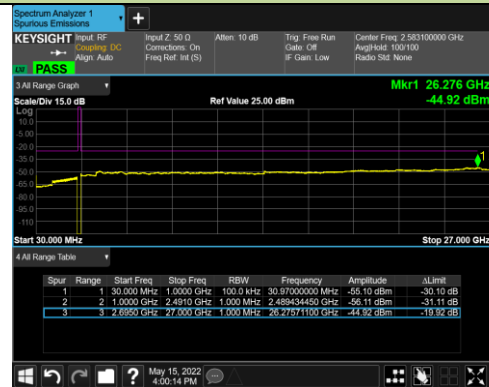 Spectrum Analyzer 1
Spurious Emissions
+
KEYSIGHT
Input: RF
Coupling: DC
Align: Auto
Input Z: 50 Ω
Corrections: On
Freq Ref: Int (S)
Atten: 10 dB
Trig: Free Run
Gate: Off
IF Gain: Low
Center Freq: 2.583100000 GHz
Avg|Hold: 100/100
Radio Std: None
LXI
PASS
3 All Range Graph
Mkr1 26.276 GHz
Scale/Div 15.0 dB
Ref Value 25.00 dBm
-44.92 dBm
Log
10.0
-5.00
-20.0
-35.0
-50.0
-65.0
-80.0
-95.0
-110
1
Start 30.000 MHz
Stop 27.000 GHz
4 All Range Table
Spur Range Start Freq Stop Freq RBW Frequency Amplitude ΔLimit
1 1 30.000 MHz 1.0000 GHz 100.0 kHz 30.97000000 MHz -55.10 dBm -30.10 dB
2 2 1.0000 GHz 2.4910 GHz 1.000 MHz 2.489434450 GHz -56.11 dBm -31.11 dB
3 3 2.6950 GHz 27.000 GHz 1.000 MHz 26.27571100 GHz -44.92 dBm -19.92 dB
?
May 15, 2022
4:00:14 PM